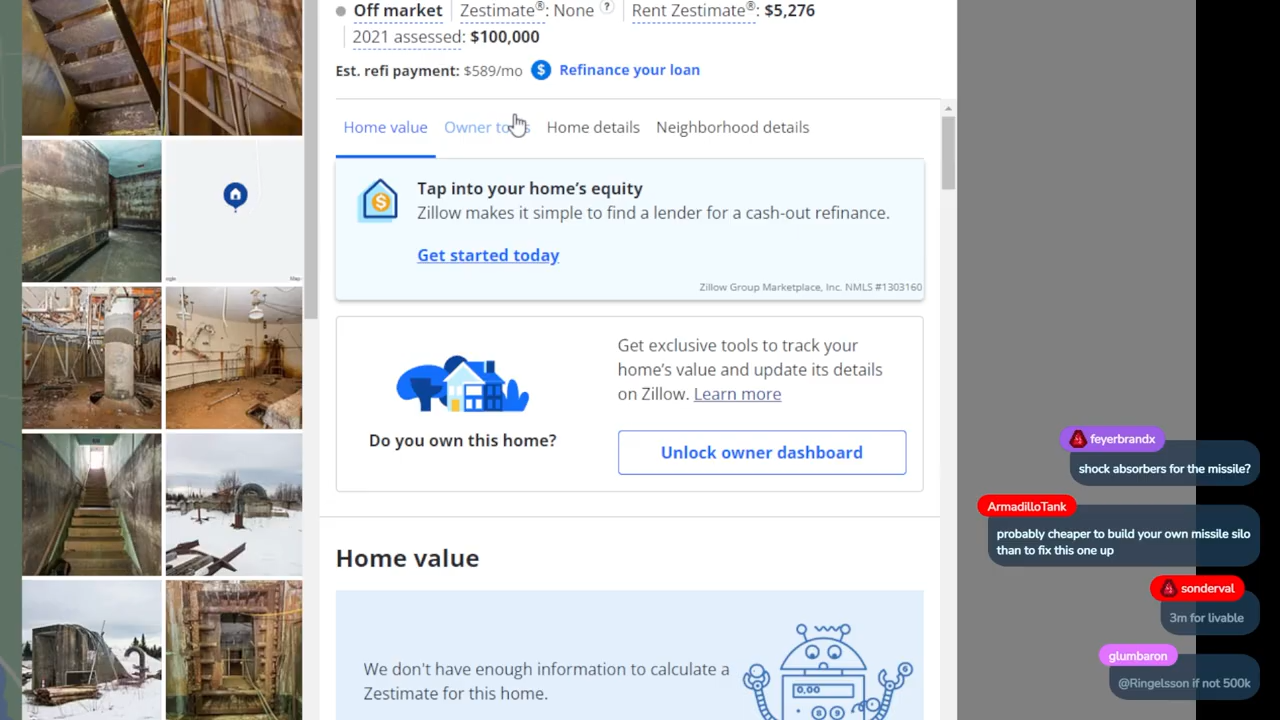 Off market
Zestimate®: None ?
Rent Zestimate®: $5,276
2021 assessed: $100,000
Est. refi payment: $589/mo $ Refinance your loan
Home value
Home details
Neighborhood details
Tap into your home's equity
Zillow makes it simple to find a lender for a cash-out refinance.
Get started today
Zillow Group Marketplace, Inc. NMLS #1303160
Do you own this home?
Get exclusive tools to track your
home's value and update its details
on Zillow. Learn more
Unlock owner dashboard
Home value
We don't have enough information to calculate a
Zestimate for this home.
feyerbrandx
shock absorbers for the missile?
ArmadilloTank
probably cheaper to build your own missile silo
than to fix this one up
sonderval
3m for livable
glumbaron
@Ringelsson if not 500k